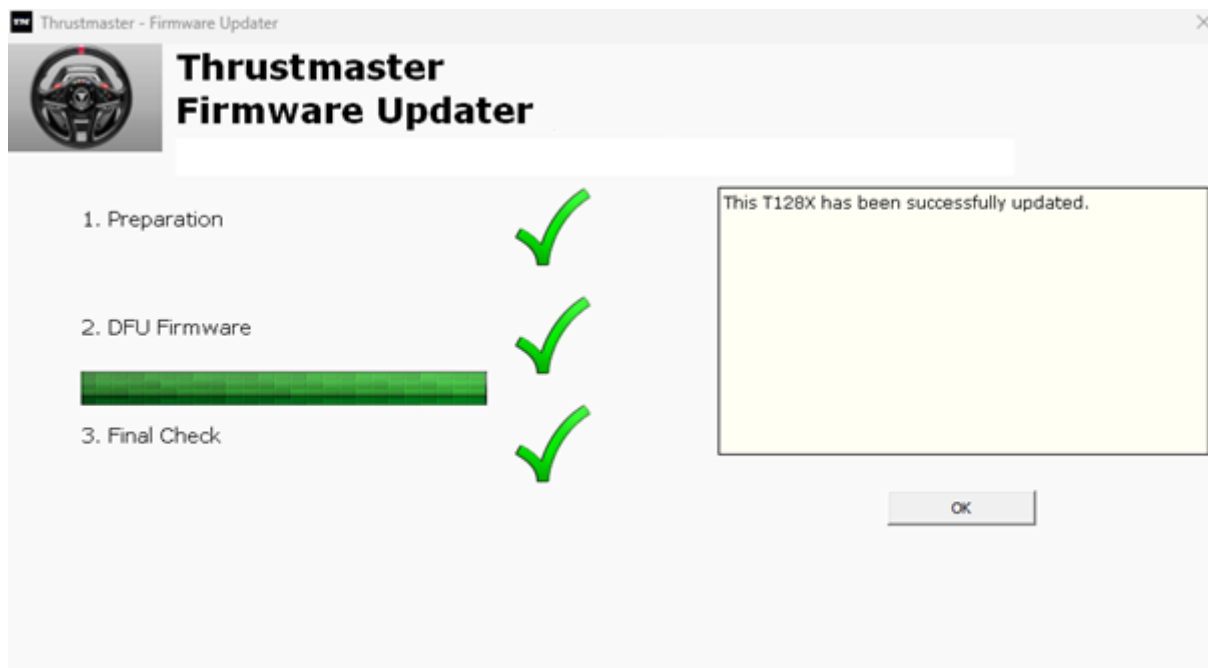 Thrustmaster - Firmware Updater
Thrustmaster
Firmware Updater
1. Preparation
This T128X has been successfully updated.
2. DFU Firmware
3. Final Check
OK